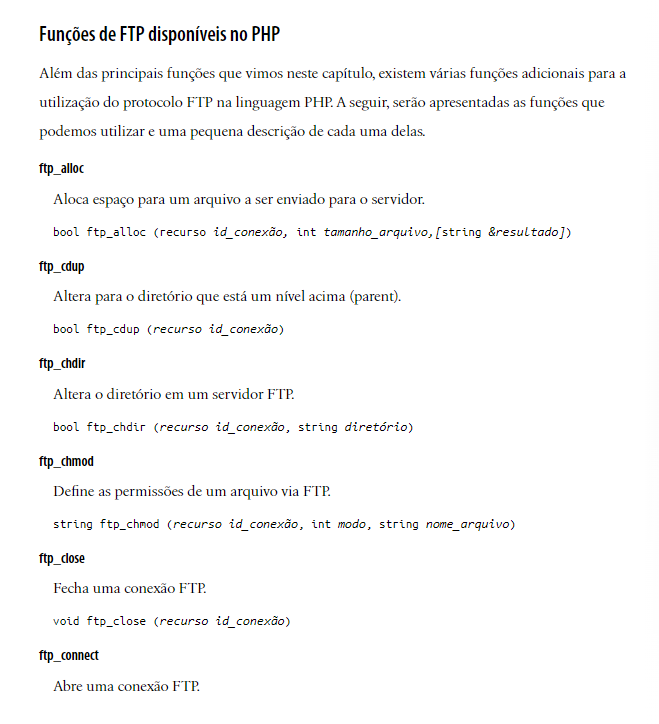 Funções de FTP disponíveis no PHP
Além das principais funções que vimos neste capítulo, existem várias funções adicionais para a
utilização do protocolo FTP na linguagem PHP. A seguir, serão apresentadas as funções que
podemos utilizar e uma pequena descrição de cada uma delas.
ftp_alloc
Aloca espaço para um arquivo a ser enviado para o servidor.
bool ftp_alloc (recurso id_conexão, int tamanho_arquivo,[string &resultado])
ftp_cdup
Altera para o diretório que está um nível acima (parent).
bool ftp_cdup (recurso id_conexão)
ftp_chdir
Altera o diretório em um servidor FTP.
bool ftp_chdir (recurso id_conexão, string diretório)
ftp_chmod
Define as permissões de um arquivo via FTP.
string ftp_chmod (recurso id_conexão, int modo, string nome_arquivo)
ftp_close
Fecha uma conexão FTP.
void ftp_close (recurso id_conexão)
ftp_connect
Abre uma conexão FTP.